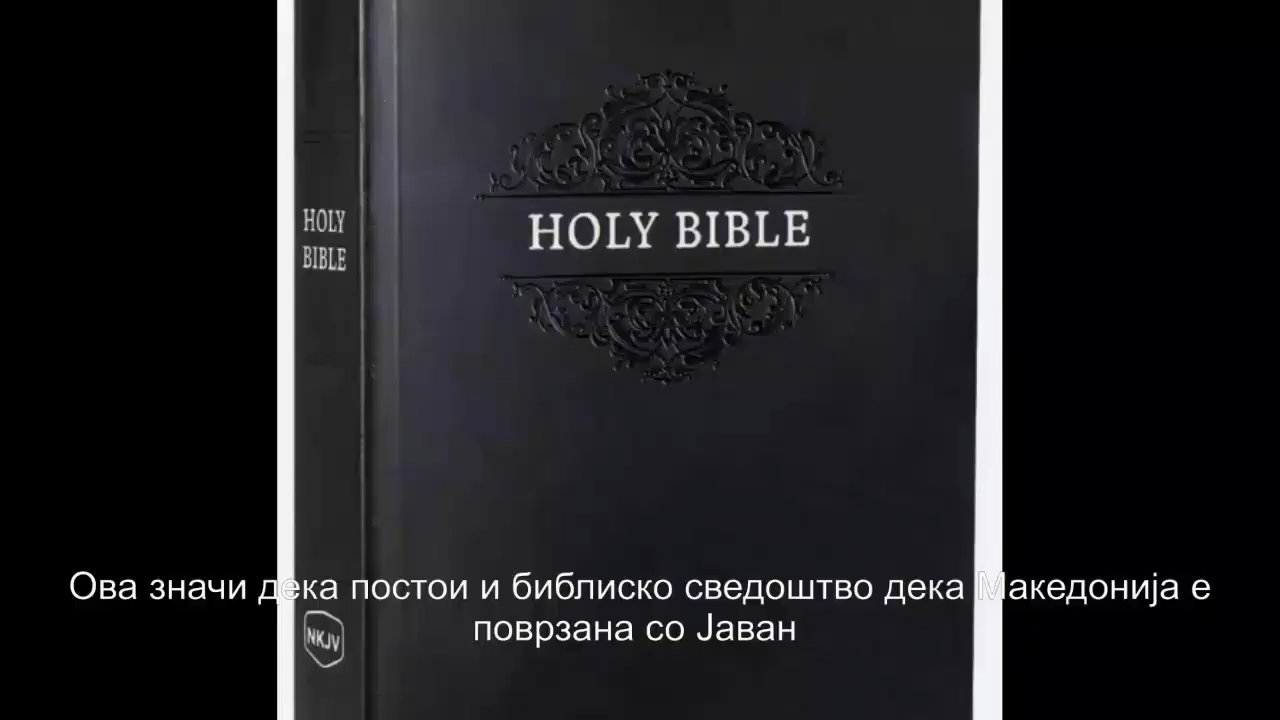 HOLY BIBLE
HOLY
BIBLE
Ова значи дека постои и библиско сведоштво дека Македонија е
поврзана со Јаван
NKJV